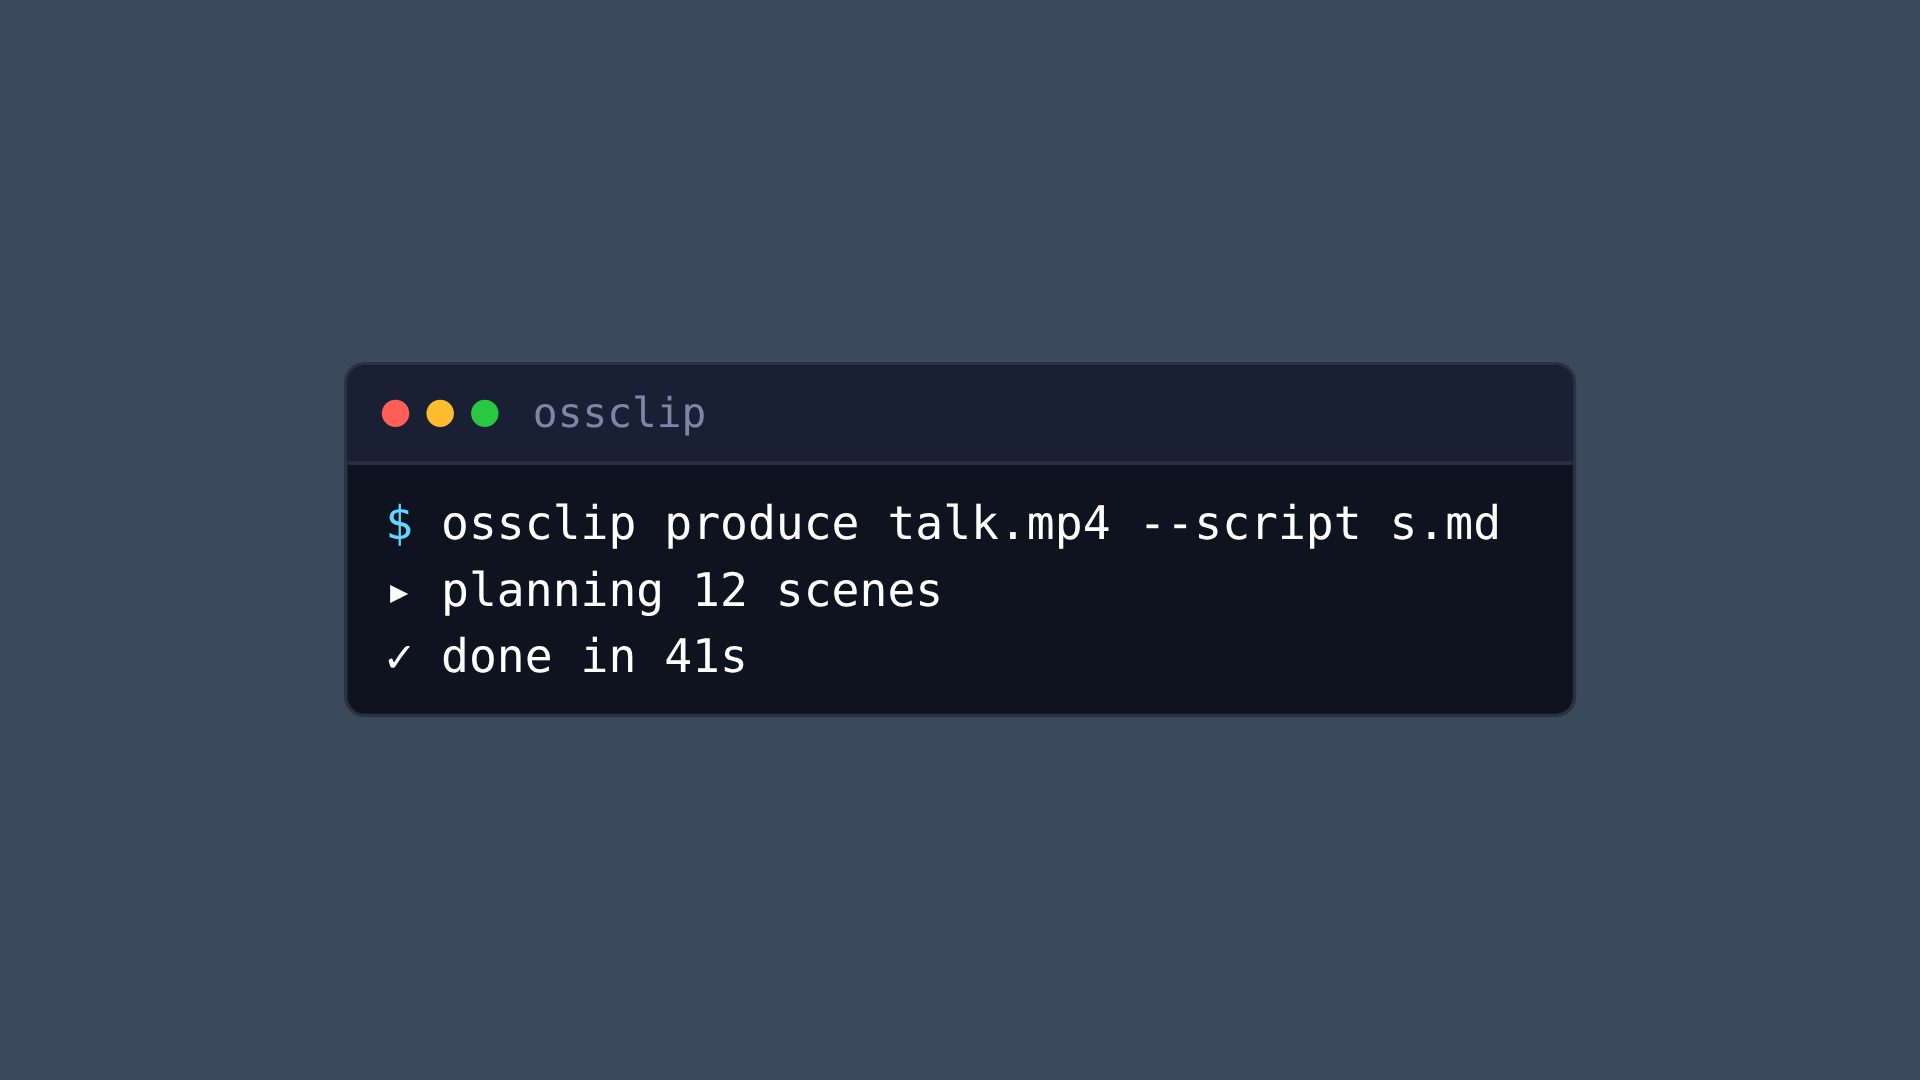 ossclip
$ ossclip produce talk.mp4 --script s.md
▸ planning 12 scenes
✓ done in 41s